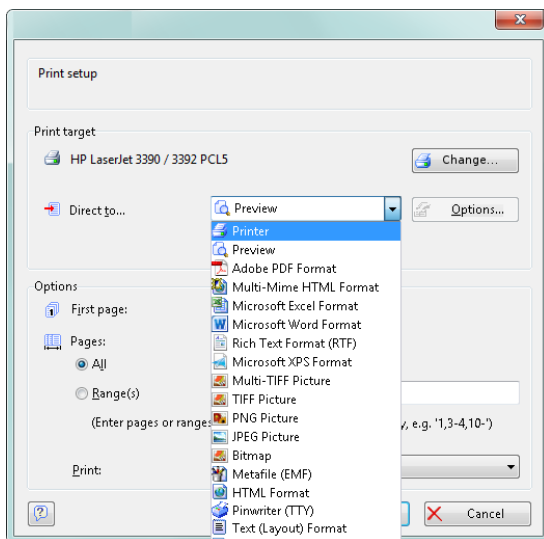 Print setup
Print target
HP LaserJet 3390 / 3392 PCL5
Change...
Direct to...
Preview
Options...
Printer
Preview
Adobe PDF Format
Multi-Mime HTML Format
Options
Microsoft Excel Format
First page:
Microsoft Word Format
Rich Text Format (RTF)
Pages:
Microsoft XPS Format
All
Multi-TIFF Picture
Range(s)
TIFF Picture
PNG Picture
(Enter pages or ranges y, e.g. '1,3-4,10-')
JPEG Picture
Bitmap
Print:
Metafile (EMF)
HTML Format
Pinwriter (TTY)
Cancel
Text (Layout) Format